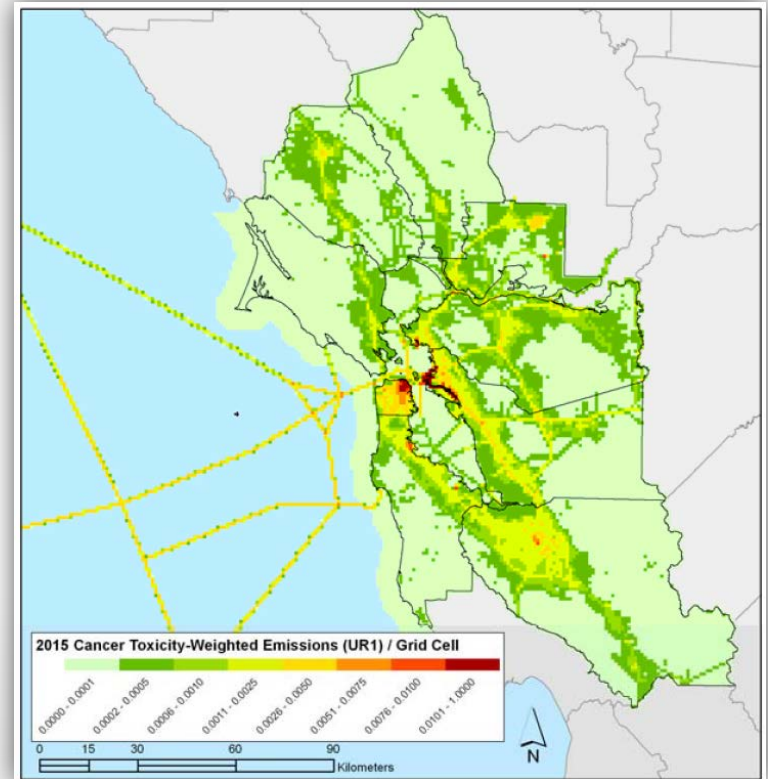 2015 Cancer Toxicity-Weighted Emissions (UR1) / Grid Cell
0.0000 - 0.0001
0.0002 - 0.0005
0.0006 - 0.0010
0.0011 - 0.0025
0.0026 - 0.0050
0.0051 - 0.0075
0.0076 - 0.0100
0.0101 - 1.0000
0 15 30 60 90
Kilometers
N